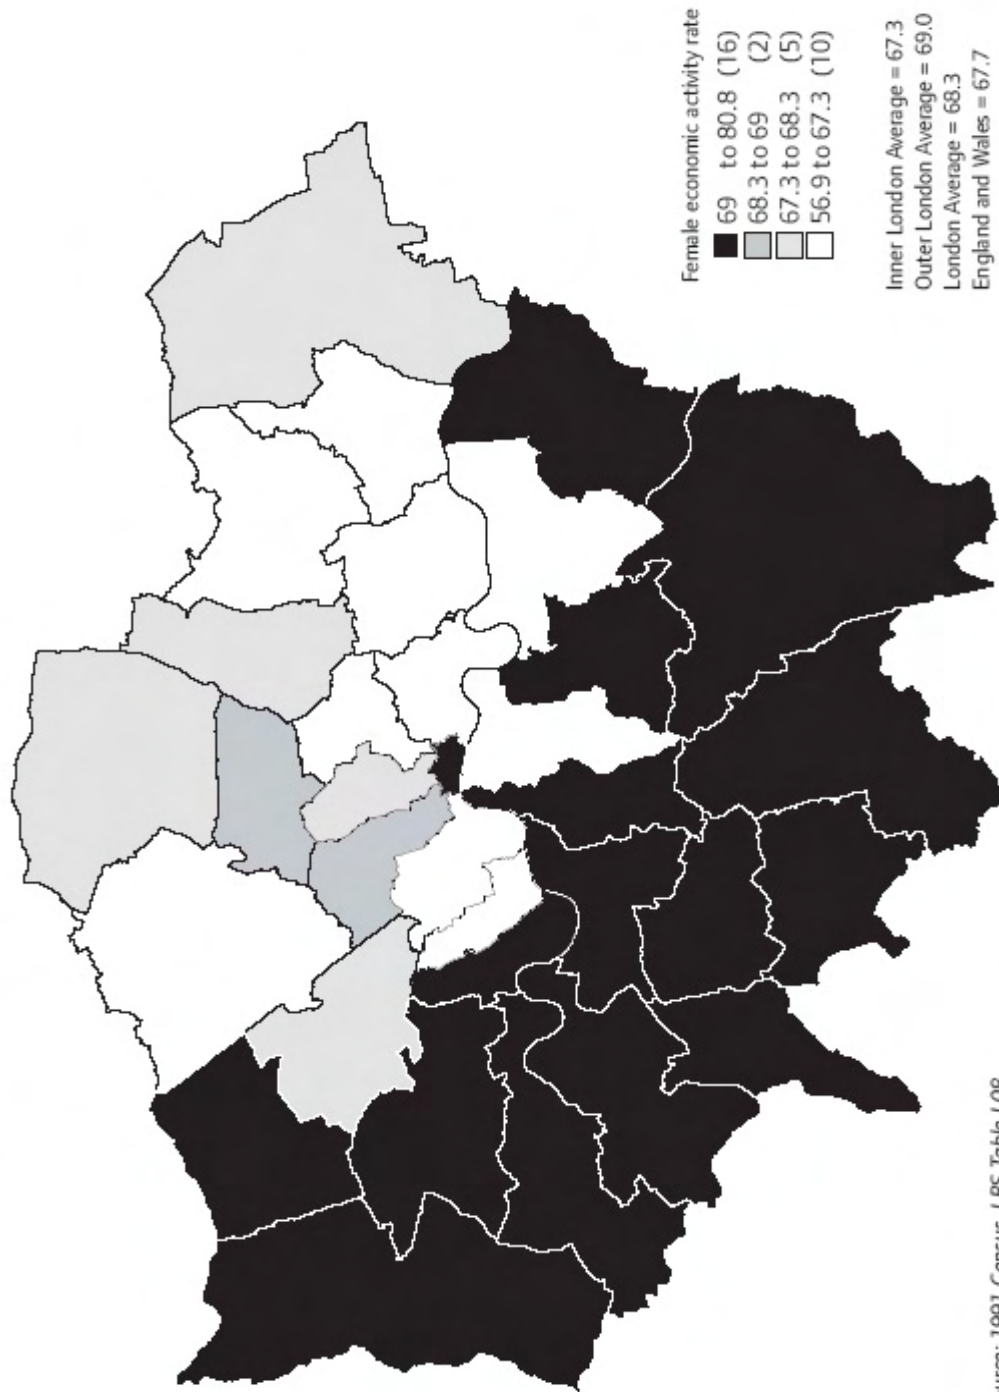 Female economic activity rate
69 to 80.8 (16)
68.3 to 69 (2)
67.3 to 68.3 (5)
56.9 to 67.3 (10)
Inner London Average = 67.3
Outer London Average = 69.0
London Average = 68.3
England and Wales = 67.7
1991 Census, LBS Table L08